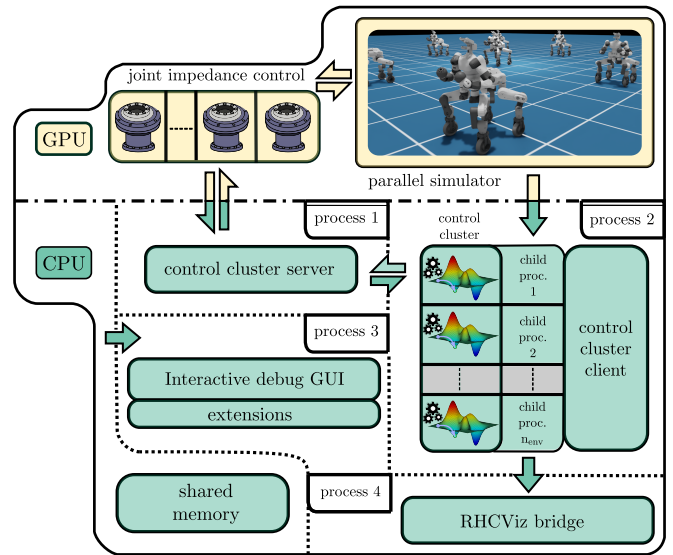 joint impedance control
GPU
parallel simulator
process 1
control
cluster
process 2
CPU
control cluster server
child
proc.
1
process 3
child
proc.
2
control
cluster
client
Interactive debug GUI
extensions
child
proc.
n_env
shared
memory
process 4
RHCViz bridge